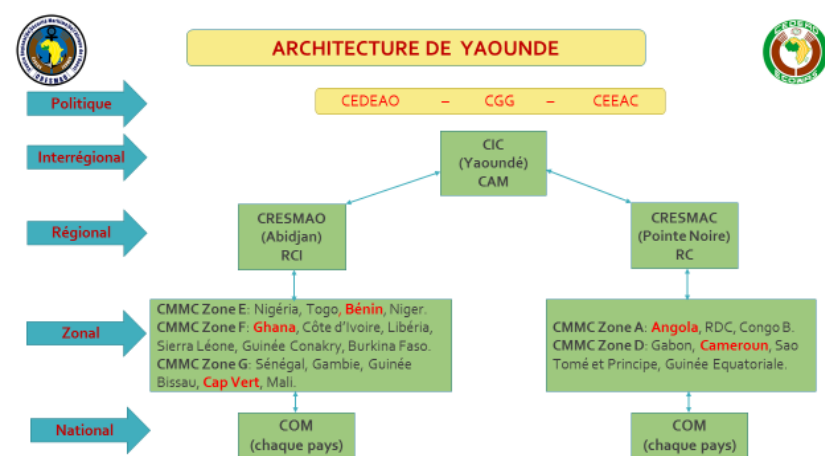 ARCHITECTURE DE YAOUNDE
CEDEAO
ECOWAS
Politique
CEDEAO – CGG – CEEAC
Interrégional
CIC
(Yaoundé)
CAM
Régional
CRESMAO
(Abidjan)
RCI
CRESMAC
(Pointe Noire)
RC
Zonal
CMMC Zone E: Nigéria, Togo, Bénin, Niger.
CMMC Zone F: Ghana, Côte d'Ivoire, Libéria,
Sierra Léone, Guinée Conakry, Burkina Faso.
CMMC Zone G: Sénégal, Gambie, Guinée
Bissau, Cap Vert, Mali.
CMMC Zone A: Angola, RDC, Congo B.
CMMC Zone D: Gabon, Cameroun, Sao
Tomé et Principe, Guinée Equatoriale.
National
COM
(chaque pays)
COM
(chaque pays)